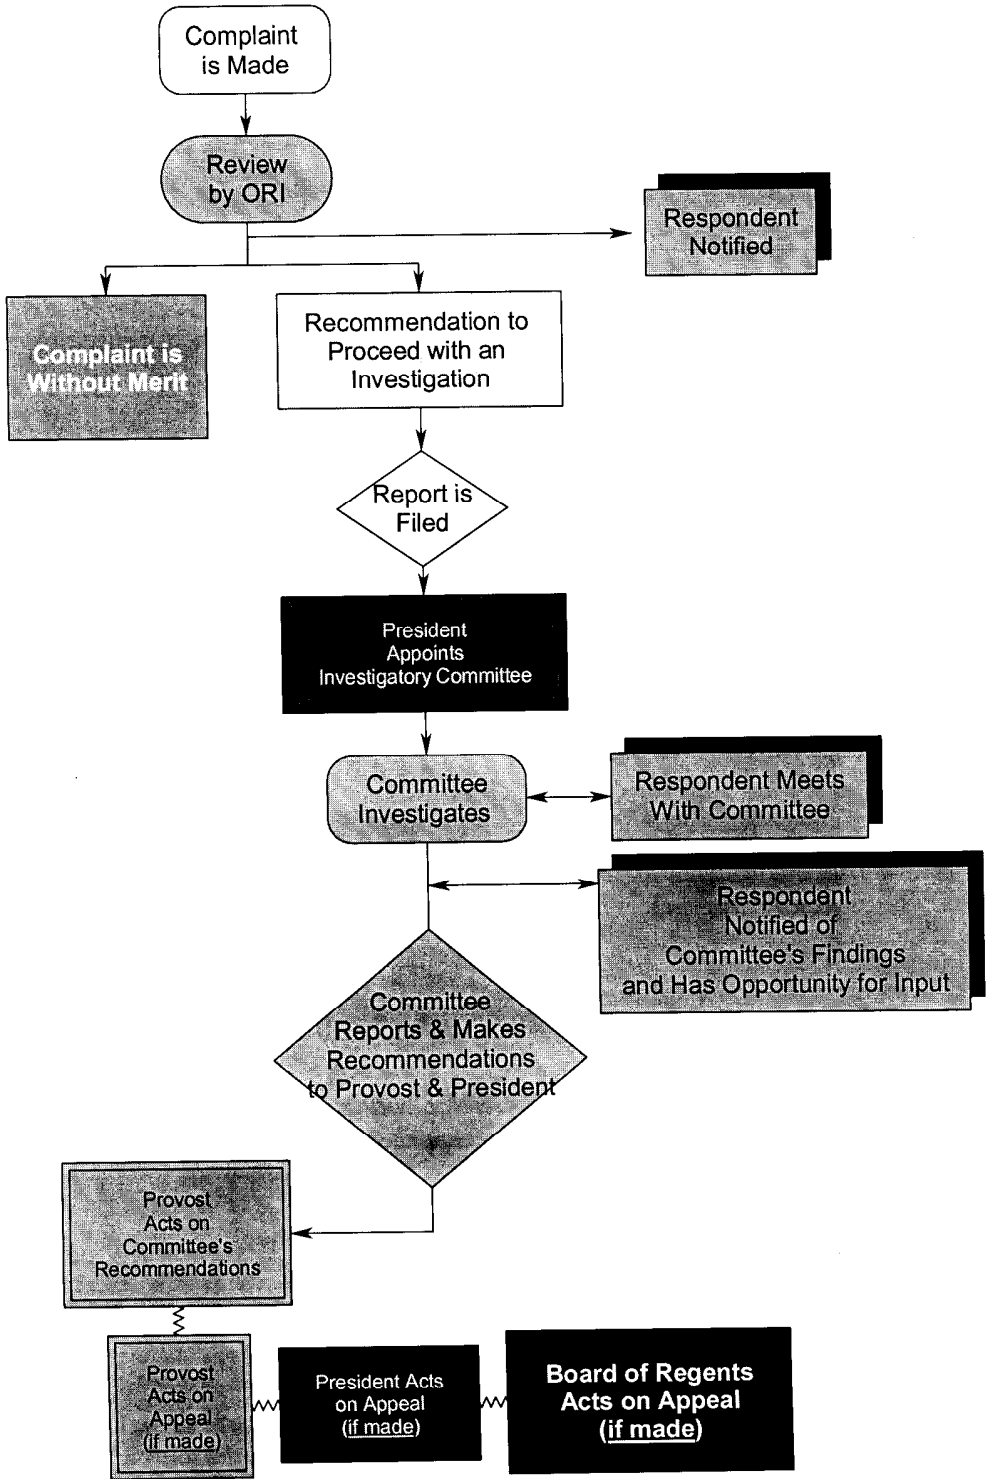 Complaint
is Made
Review
by ORI
Respondent
Notified
Complaint is
Without Merit
Recommendation to
Proceed with an
Investigation
Report is
Filed
President
Appoints
Investigatory Committee
Committee
Investigates
Respondent Meets
With Committee
Respondent
Notified of
Committee's Findings
and Has Opportunity for Input
Committee
Reports & Makes
Recommendations
to Provost & President
Provost
Acts on
Committee's
Recommendations
Provost
Acts on
Appeal
(if made)
President Acts
on Appeal
(if made)
Board of Regents
Acts on Appeal
(if made)